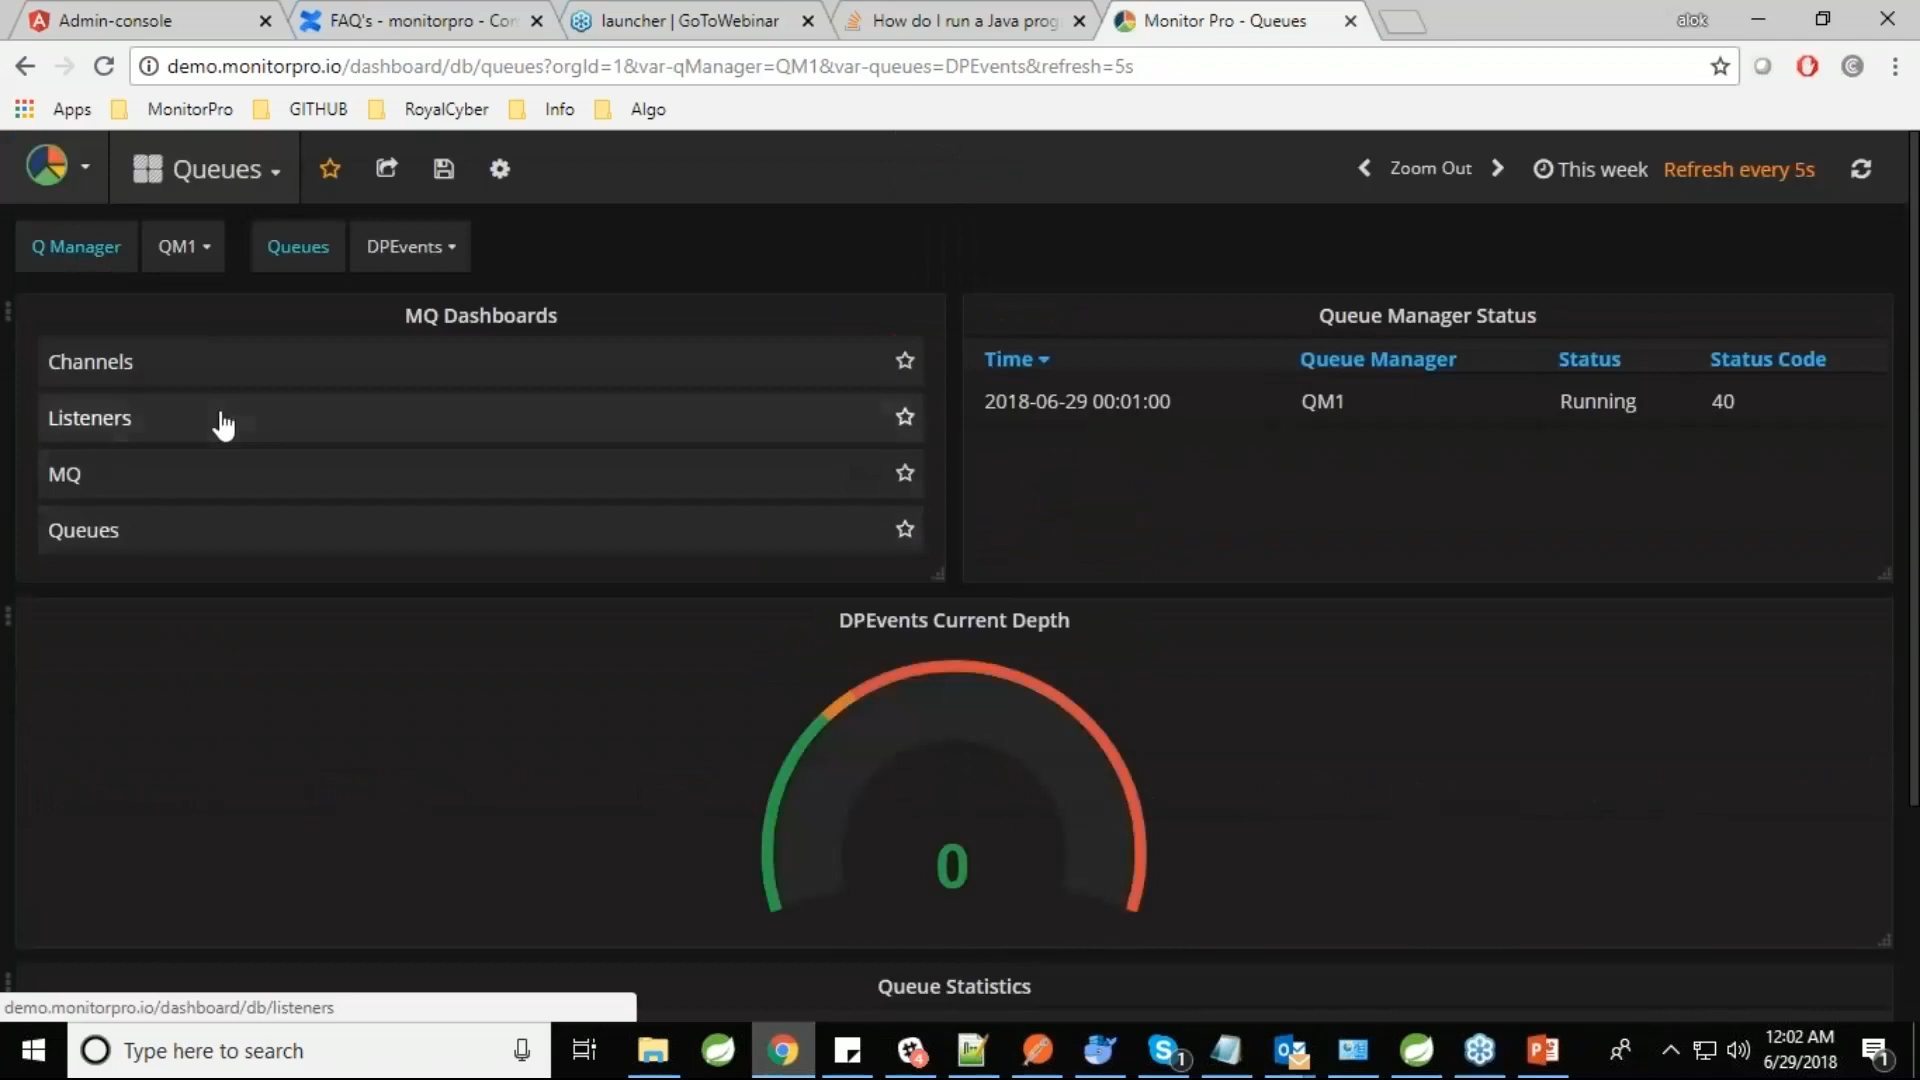 Admin-console
FAQ's - monitorpro - Con
launcher | GoToWebinar
How do I run a Java prog
Monitor Pro - Queues
alok
demo.monitorpro.io/dashboard/db/queues?orgId=1&var-qManager=QM1&var-queues=DPEvents&refresh=5s
Apps
MonitorPro
GITHUB
RoyalCyber
Info
Algo
Queues
Zoom Out
This week
Refresh every 5s
Q Manager
QM1
Queues
DPEvents
MQ Dashboards
Channels
Listeners
MQ
Queues
Queue Manager Status
Time Queue Manager Status Status Code
2018-06-29 00:01:00 QM1 Running 40
DPEvents Current Depth
0
Queue Statistics
demo.monitorpro.io/dashboard/db/listeners
Type here to search
4
1
12:02 AM
6/29/2018
1